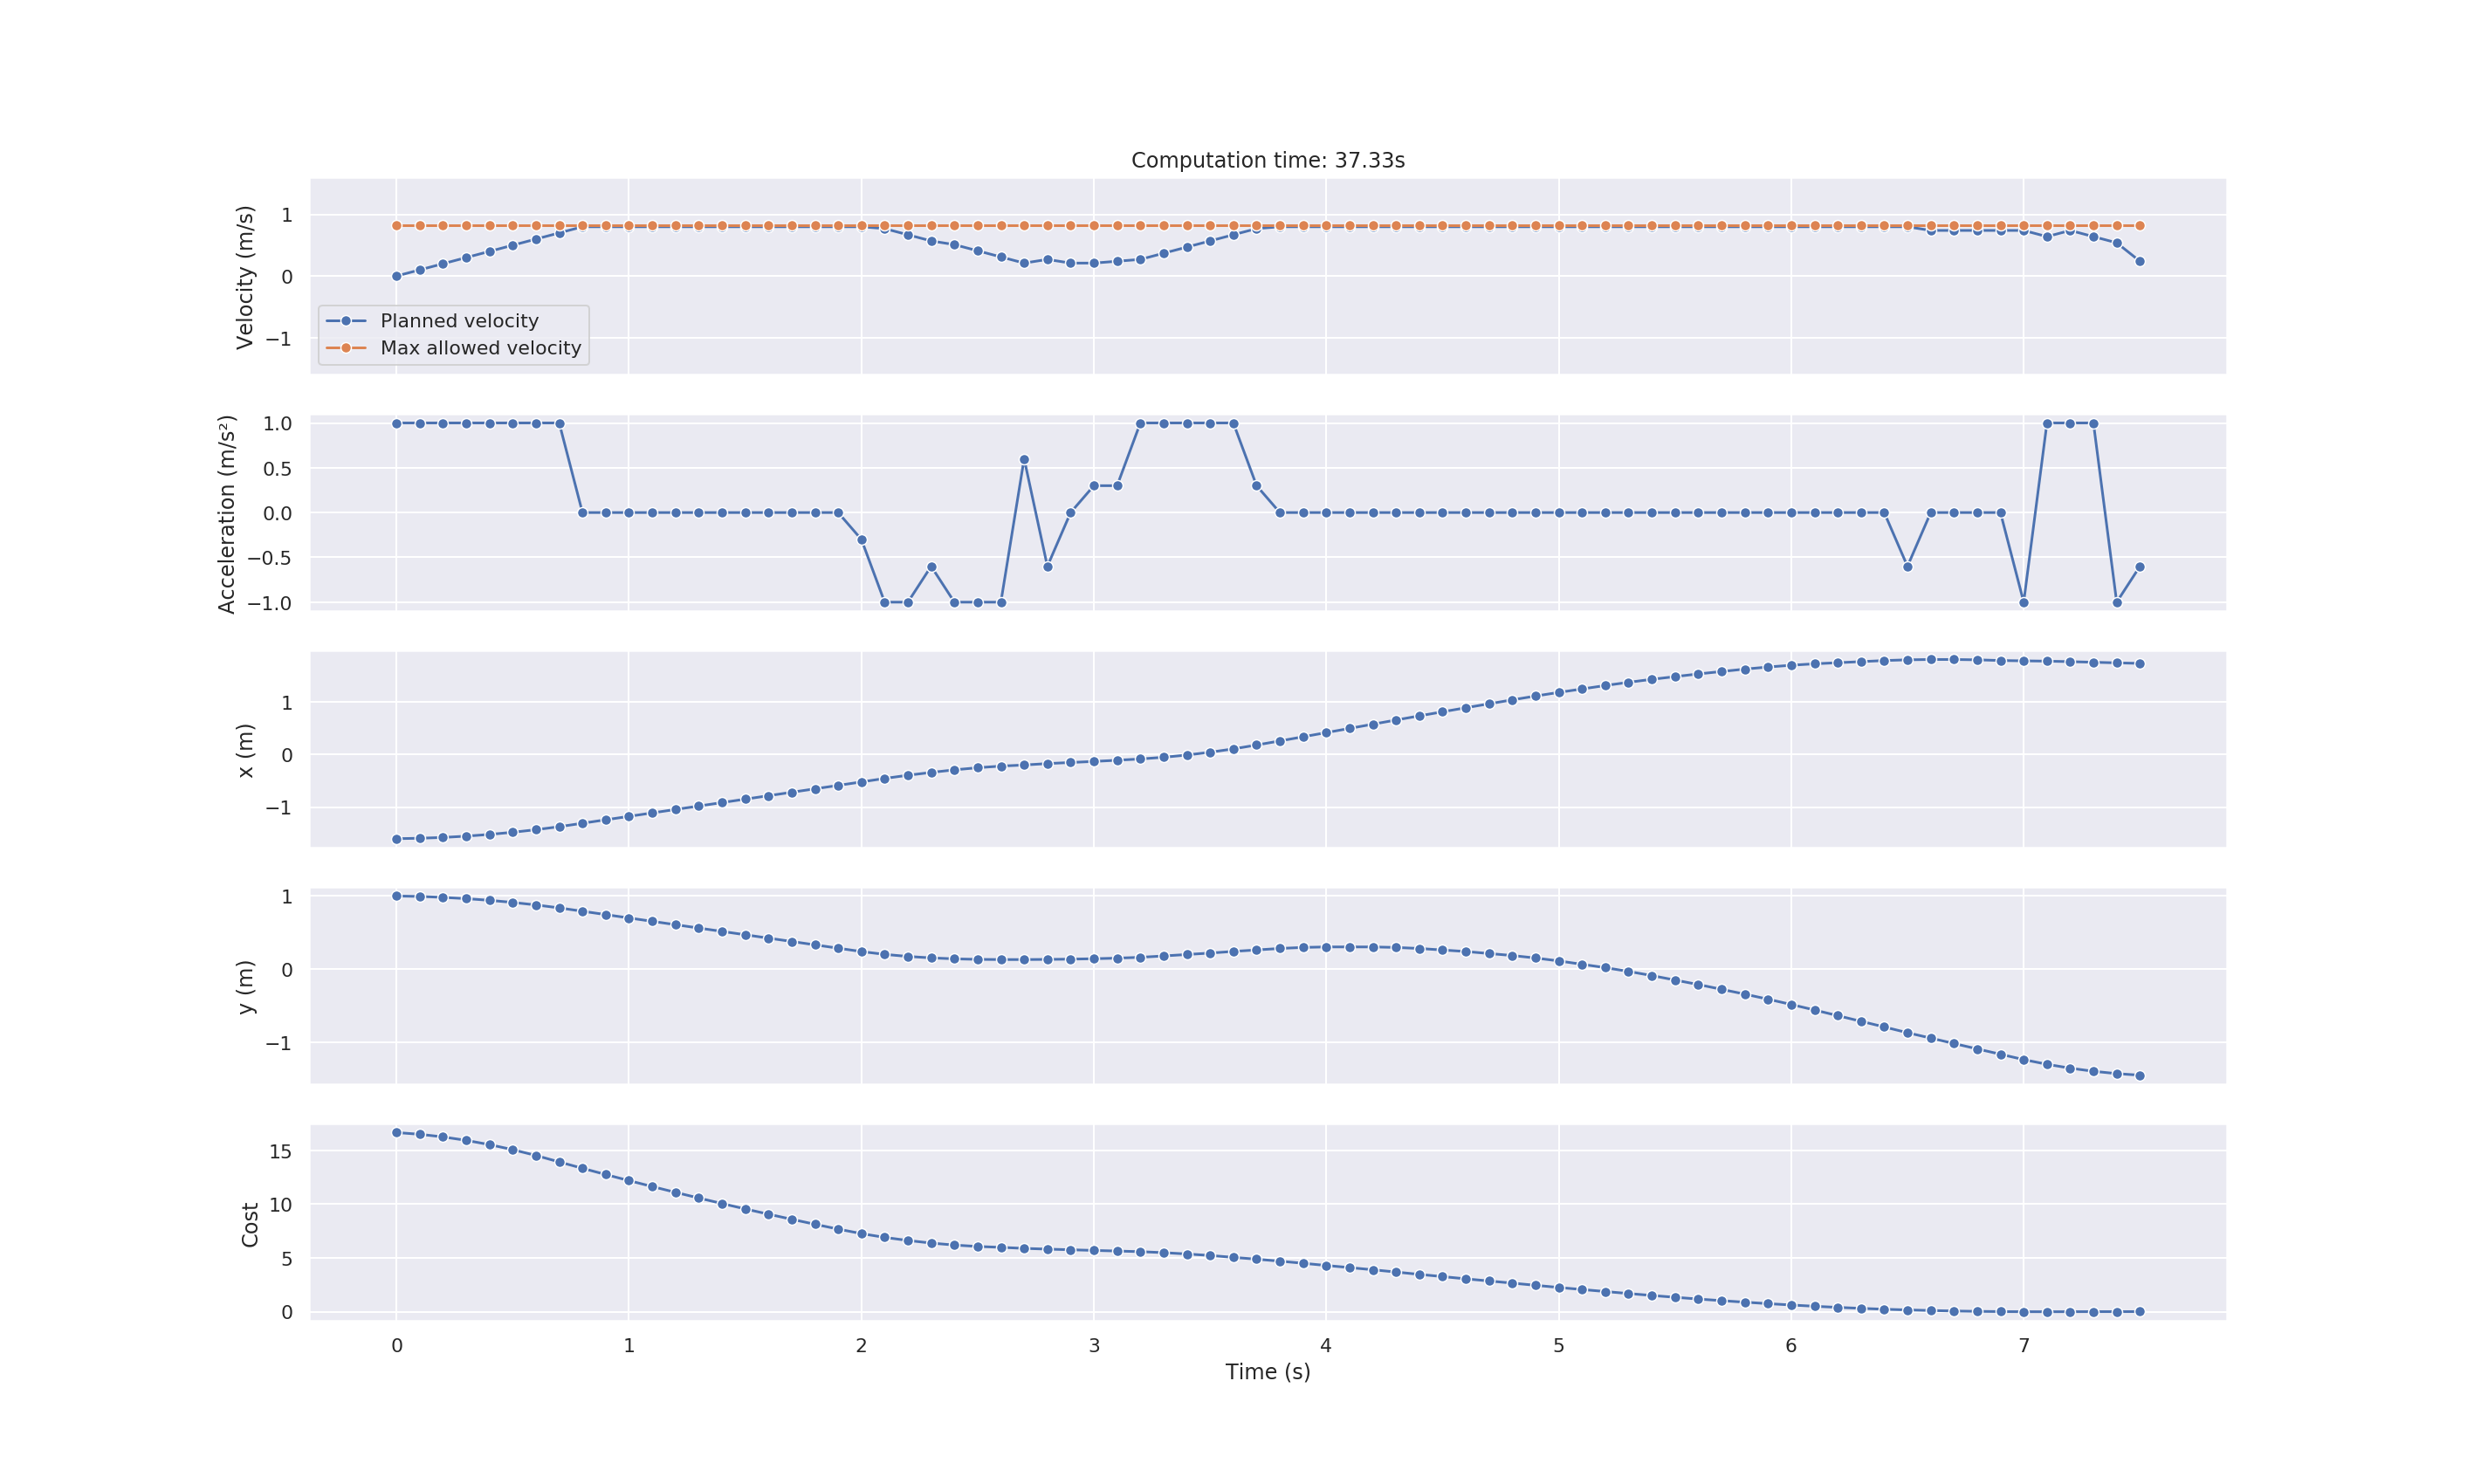 Computation time: 37.33s
Velocity (m/s)
1
0
−1
Planned velocity
Max allowed velocity
Acceleration (m/s²)
1.0
0.5
0.0
−0.5
−1.0
x (m)
1
0
−1
y (m)
1
0
−1
Cost
15
10
5
0
0 1 2 3 4 5 6 7
Time (s)